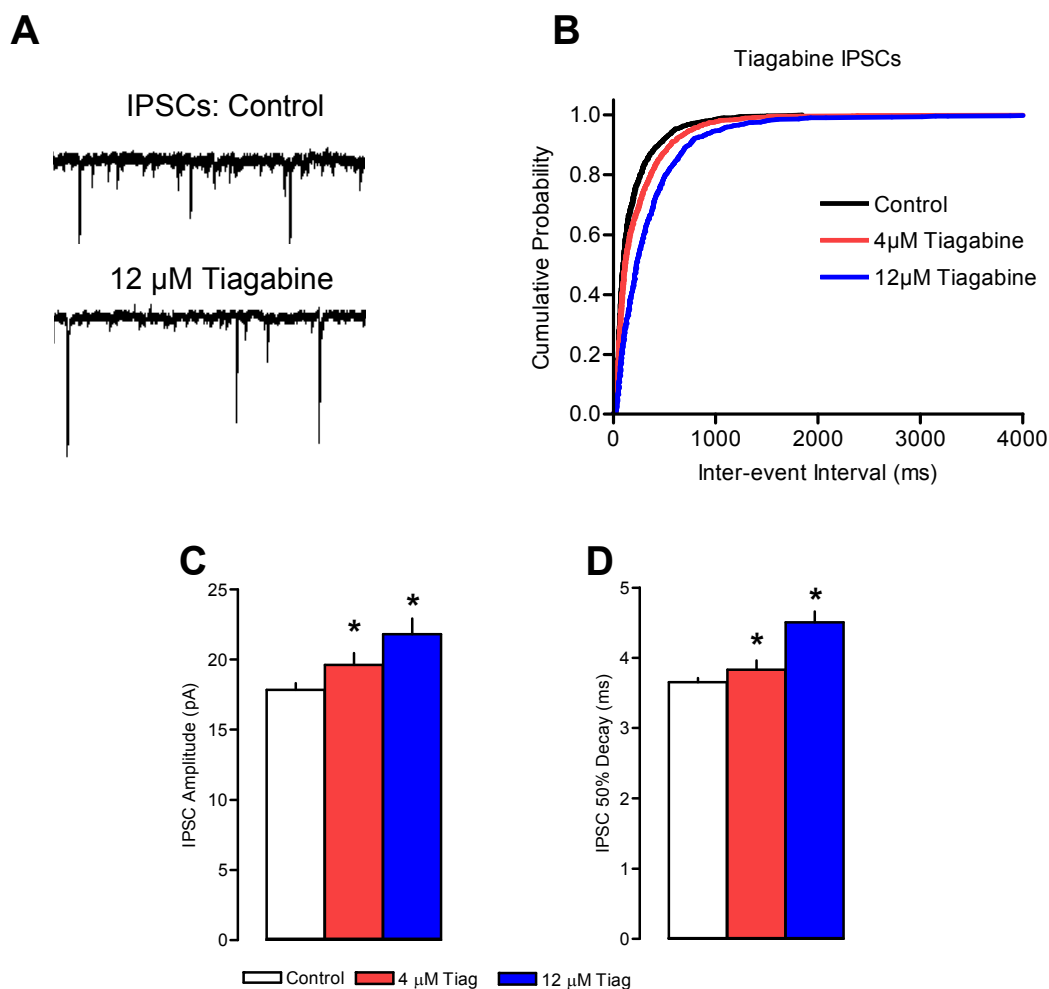 A
IPSCs: Control
12 µM Tiagabine
B
Tiagabine IPSCs
Cumulative Probability
1.0
0.8
0.6
0.4
0.2
0.0
0 1000 2000 3000 4000
Inter-event Interval (ms)
Control
4µM Tiagabine
12µM Tiagabine
C
IPSC Amplitude (pA)
25
20
15
10
5
0
*
*
D
IPSC 50% Decay (ms)
5
4
3
2
1
0
*
*
Control 4 µM Tiag 12 µM Tiag